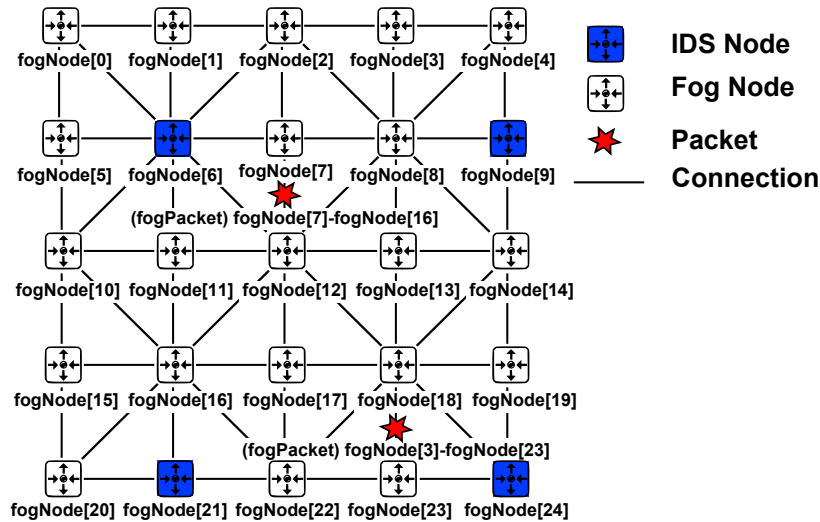 fogNode[0] fogNode[1] fogNode[2] fogNode[3] fogNode[4]
fogNode[5] fogNode[6] fogNode[7] fogNode[8] fogNode[9]
(fogPacket) fogNode[7]-fogNode[16]
fogNode[10] fogNode[11] fogNode[12] fogNode[13] fogNode[14]
fogNode[15] fogNode[16] fogNode[17] fogNode[18] fogNode[19]
(fogPacket) fogNode[3]-fogNode[23]
fogNode[20] fogNode[21] fogNode[22] fogNode[23] fogNode[24]
IDS Node
Fog Node
Packet
Connection